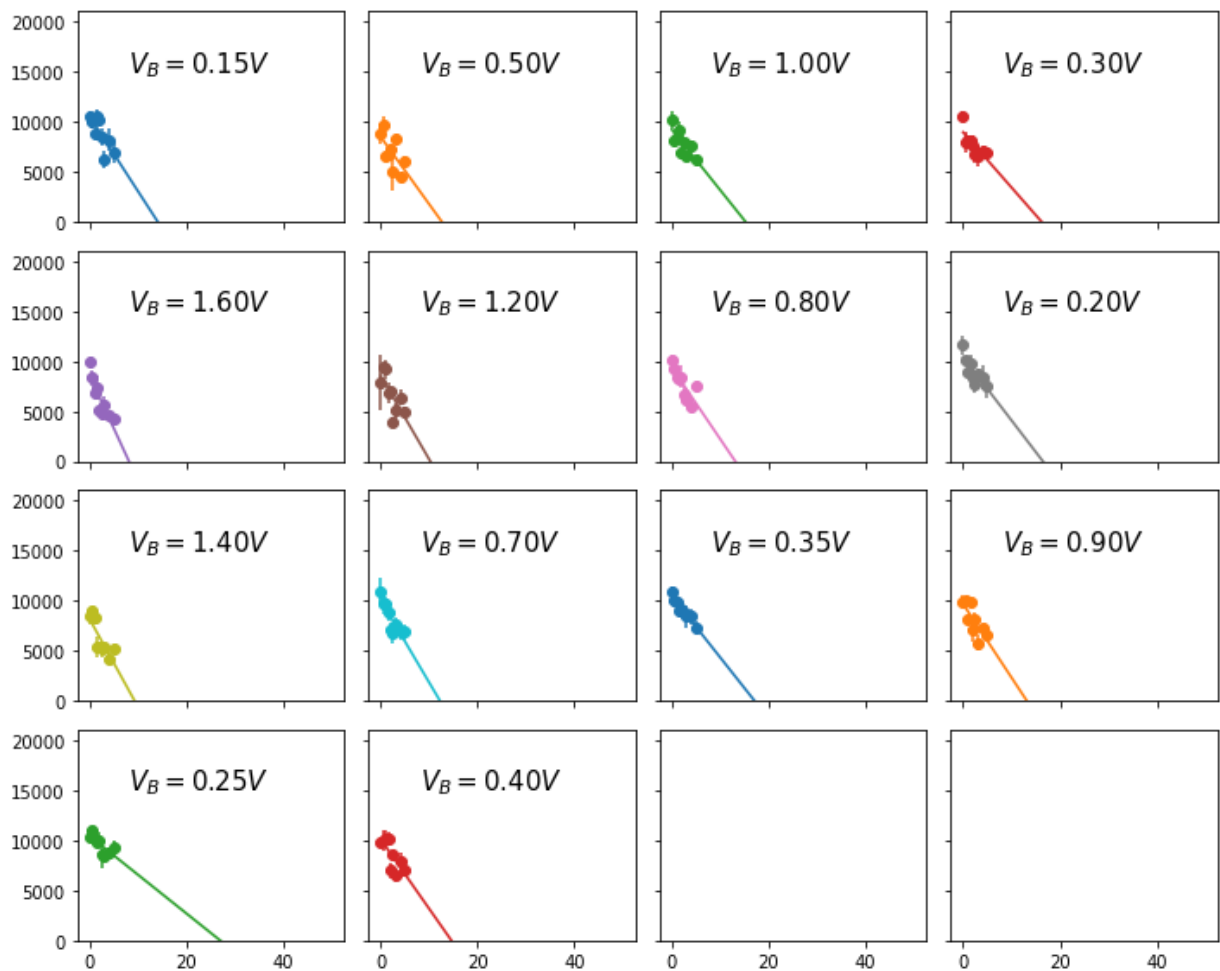 20000
15000
10000
5000
0
V_B = 0.15V
V_B = 0.50V
V_B = 1.00V
V_B = 0.30V
20000
15000
10000
5000
0
V_B = 1.60V
V_B = 1.20V
V_B = 0.80V
V_B = 0.20V
20000
15000
10000
5000
0
V_B = 1.40V
V_B = 0.70V
V_B = 0.35V
V_B = 0.90V
20000
15000
10000
5000
0
V_B = 0.25V
V_B = 0.40V
0 20 40 0 20 40 0 20 40 0 20 40